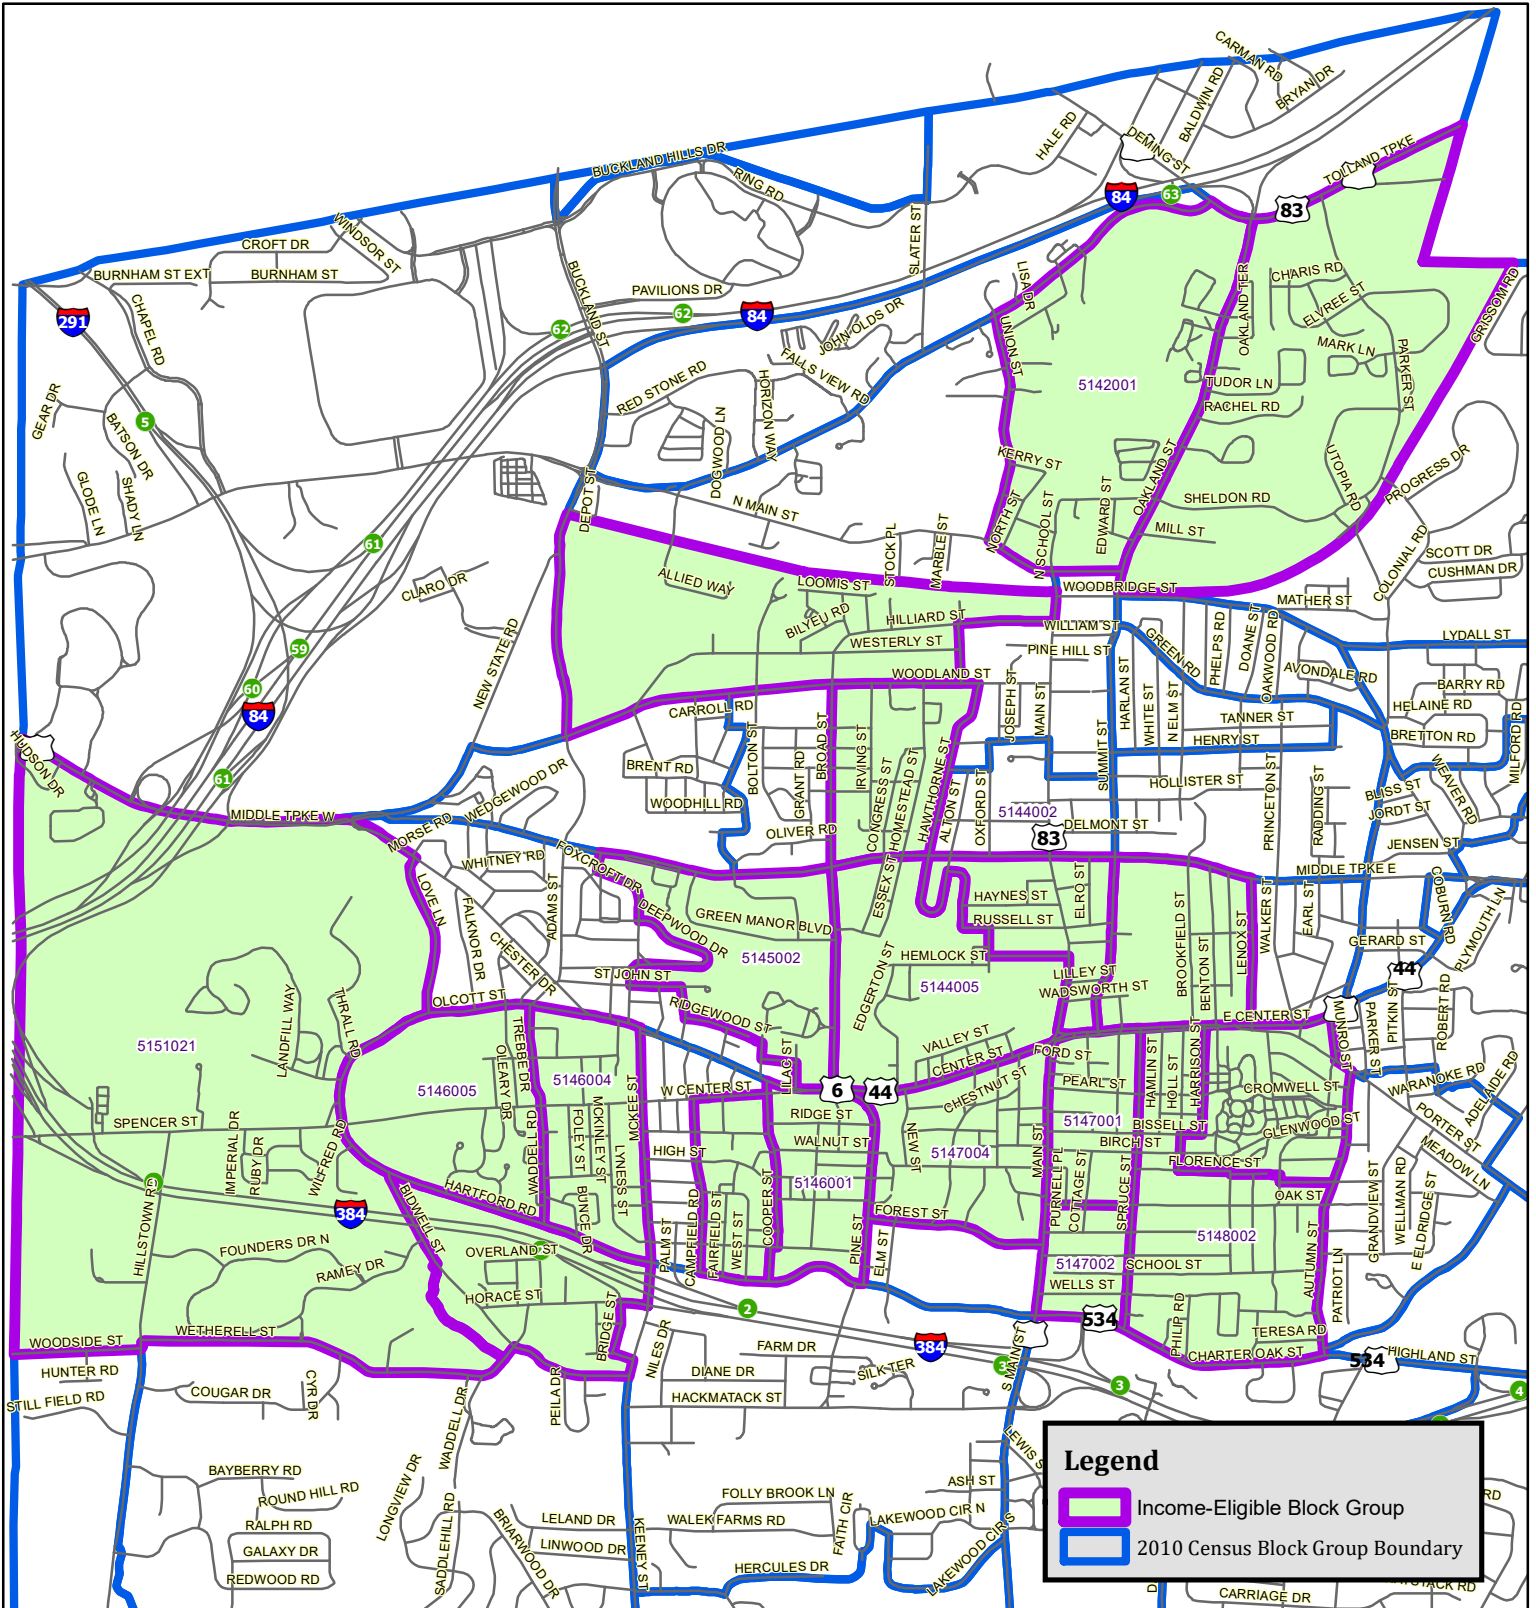 CARMAN RD
BRYAN DR
BALDWIN RD
HALE RD
DEMING ST
TOLLAND TPKE
BUCKLAND HILLS DR
RING RD
84
63
83
SLATER ST
WINDSOR ST
CROFT DR
BURNHAM ST EXT
BURNHAM ST
BUCKLAND ST
PAVILIONS DR
LISA DR
OAKLAND TER
CHARIS RD
ELVREE ST
GRISSOM RD
291
CHAPEL RD
62
62
84
JOHN OLDS DR
UNION ST
MARK LN
PARKER ST
FALLS VIEW RD
RED STONE RD
HORIZON WAY
5142001
TUDOR LN
RACHEL RD
GEAR DR
5
BATSON DR
DOGWOOD LN
KERRY ST
OAKLAND ST
UTOPIA RD
PROGRESS DR
GLODE LN
SHADY LN
DEPOT ST
N MAIN ST
NORTH ST
N SCHOOL ST
EDWARD ST
SHELDON RD
MILL ST
61
STOCK PL
MARBLE ST
COLONIAL RD
SCOTT DR
CUSHMAN DR
CLARO DR
ALLIED WAY
LOOMIS ST
WOODBRIDGE ST
MATHER ST
BILYEU RD
HILLIARD ST
WESTERLY ST
WILLIAM ST
PINE HILL ST
GREEN RD
PHELPS RD
DOANE ST
OAKWOOD RD
LYDALL ST
59
NEW STATE RD
WOODLAND ST
AVONDALE RD
BARRY RD
60
84
CARROLL RD
JOSEPH ST
MAIN ST
HARLAN ST
WHITE ST
N ELM ST
TANNER ST
HELAINE RD
HENRY ST
BRETTON RD
MILFORD RD
HUDSON DR
61
BRENT RD
BOLTON ST
BROAD ST
IRVING ST
SUMMIT ST
HOLLISTER ST
WEDGEWOOD DR
WOODHILL RD
GRANT RD
CONGRESS ST
HOMESTEAD ST
HAWTHORNE ST
ALTON ST
OXFORD ST
5144002
PRINCETON ST
RADDING ST
BLISS ST
JORDT ST
WEAVER RD
MIDDLE TPKE W
MORSE RD
OLIVER RD
DELMONT ST
83
JENSEN ST
WHITNEY RD
FOXCROFT DR
MIDDLE TPKE E
LOVE LN
FALKNOR DR
ADAMS ST
DEEPWOOD DR
GREEN MANOR BLVD
ESSEX ST
HAYNES ST
RUSSELL ST
ELRO ST
BROOKFIELD ST
BENTON ST
LENOX ST
WALKER ST
EARL ST
COBURN RD
PLYMOUTH LN
CHESTER DR
5145002
EDGERTON ST
HEMLOCK ST
GERARD ST
44
ST JOHN ST
LILLEY ST
WADSWORTH ST
5144005
OLCOTT ST
RIDGEWOOD ST
E CENTER ST
MUNRO ST
PARKER ST
PITKIN ST
ROBERT RD
LANDFILL WAY
THRALL RD
5151021
TREBBE DR
OLEARY DR
VALLEY ST
CENTER ST
FORD ST
LILAC ST
5146005
5146004
W CENTER ST
6
44
CHESTNUT ST
PEARL ST
HAMLIN ST
HOLL ST
HARRISON ST
CROMWELL ST
WARANOKE RD
ADELAIDE RD
SPENCER ST
WADDELL RD
FOLEY ST
MCKINLEY ST
MCKEE ST
RIDGE ST
WALNUT ST
NEW ST
5147001
BISSELL ST
BIRCH ST
GLENWOOD ST
PORTER ST
IMPERIAL DR
RUBY DR
WILFRED RD
LYNESS ST
HIGH ST
5147004
MAIN ST
FLORENCE ST
MEADOW LN
HARTFORD RD
5146001
OAK ST
384
BIDWELL ST
BUNCE DR
CAMPFIELD RD
FAIRFIELD ST
WEST ST
COOPER ST
PINE ST
FOREST ST
PURNELL PL
COTTAGE ST
SPRUCE ST
GRANDVIEW ST
WELLMAN RD
E ELDRIDGE ST
HILLSTOWN RD
FOUNDERS DR N
RAMEY DR
OVERLAND ST
PALM ST
ELM ST
5148002
5147002
SCHOOL ST
AUTUMN ST
PATRIOT LN
HORACE ST
WELLS ST
2
534
BRIDGE ST
PHILIP RD
TERESA RD
WOODSIDE ST
WETHERELL ST
NILES DR
FARM DR
384
S MAIN ST
CHARTER OAK ST
534
HIGHLAND ST
HUNTER RD
CYR DR
COUGAR DR
STILL FIELD RD
WADDELL DR
PEILA DR
DIANE DR
SILK TER
HACKMATACK ST
3
3
4
BAYBERRY RD
ROUND HILL RD
RALPH RD
GALAXY DR
REDWOOD RD
LONGVIEW DR
SADLEHILL RD
BRIARWOOD DR
LELAND DR
LINWOOD DR
KEENEY ST
WALEK FARMS RD
FOLLY BROOK LN
FAITH CIR
HERCULES DR
ASH ST
LEWIS S
LAKEWOOD CIR N
LAKEWOOD CIR S
Legend
Income-Eligible Block Group
2010 Census Block Group Boundary
RD
D
CARRIAGE DR